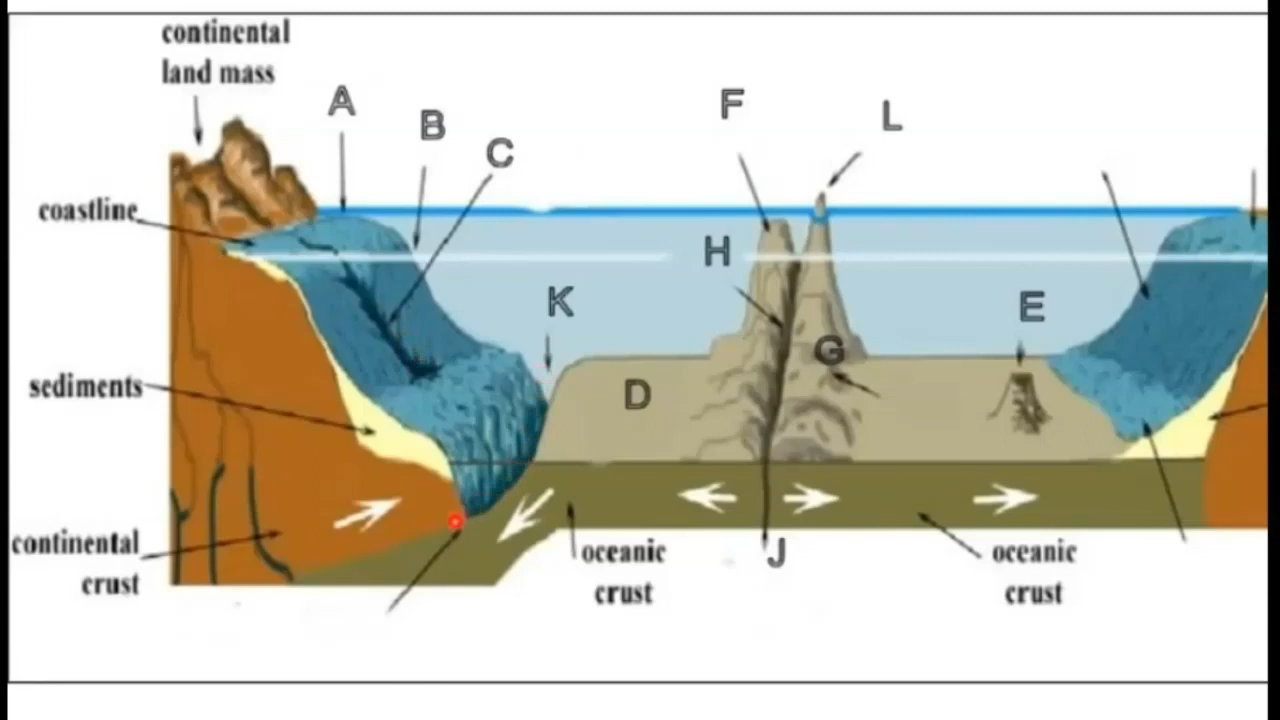 continental
land mass
A
B
C
F
L
coastline
H
K
E
G
D
sediments
continental
crust
oceanic
crust
J
oceanic
crust